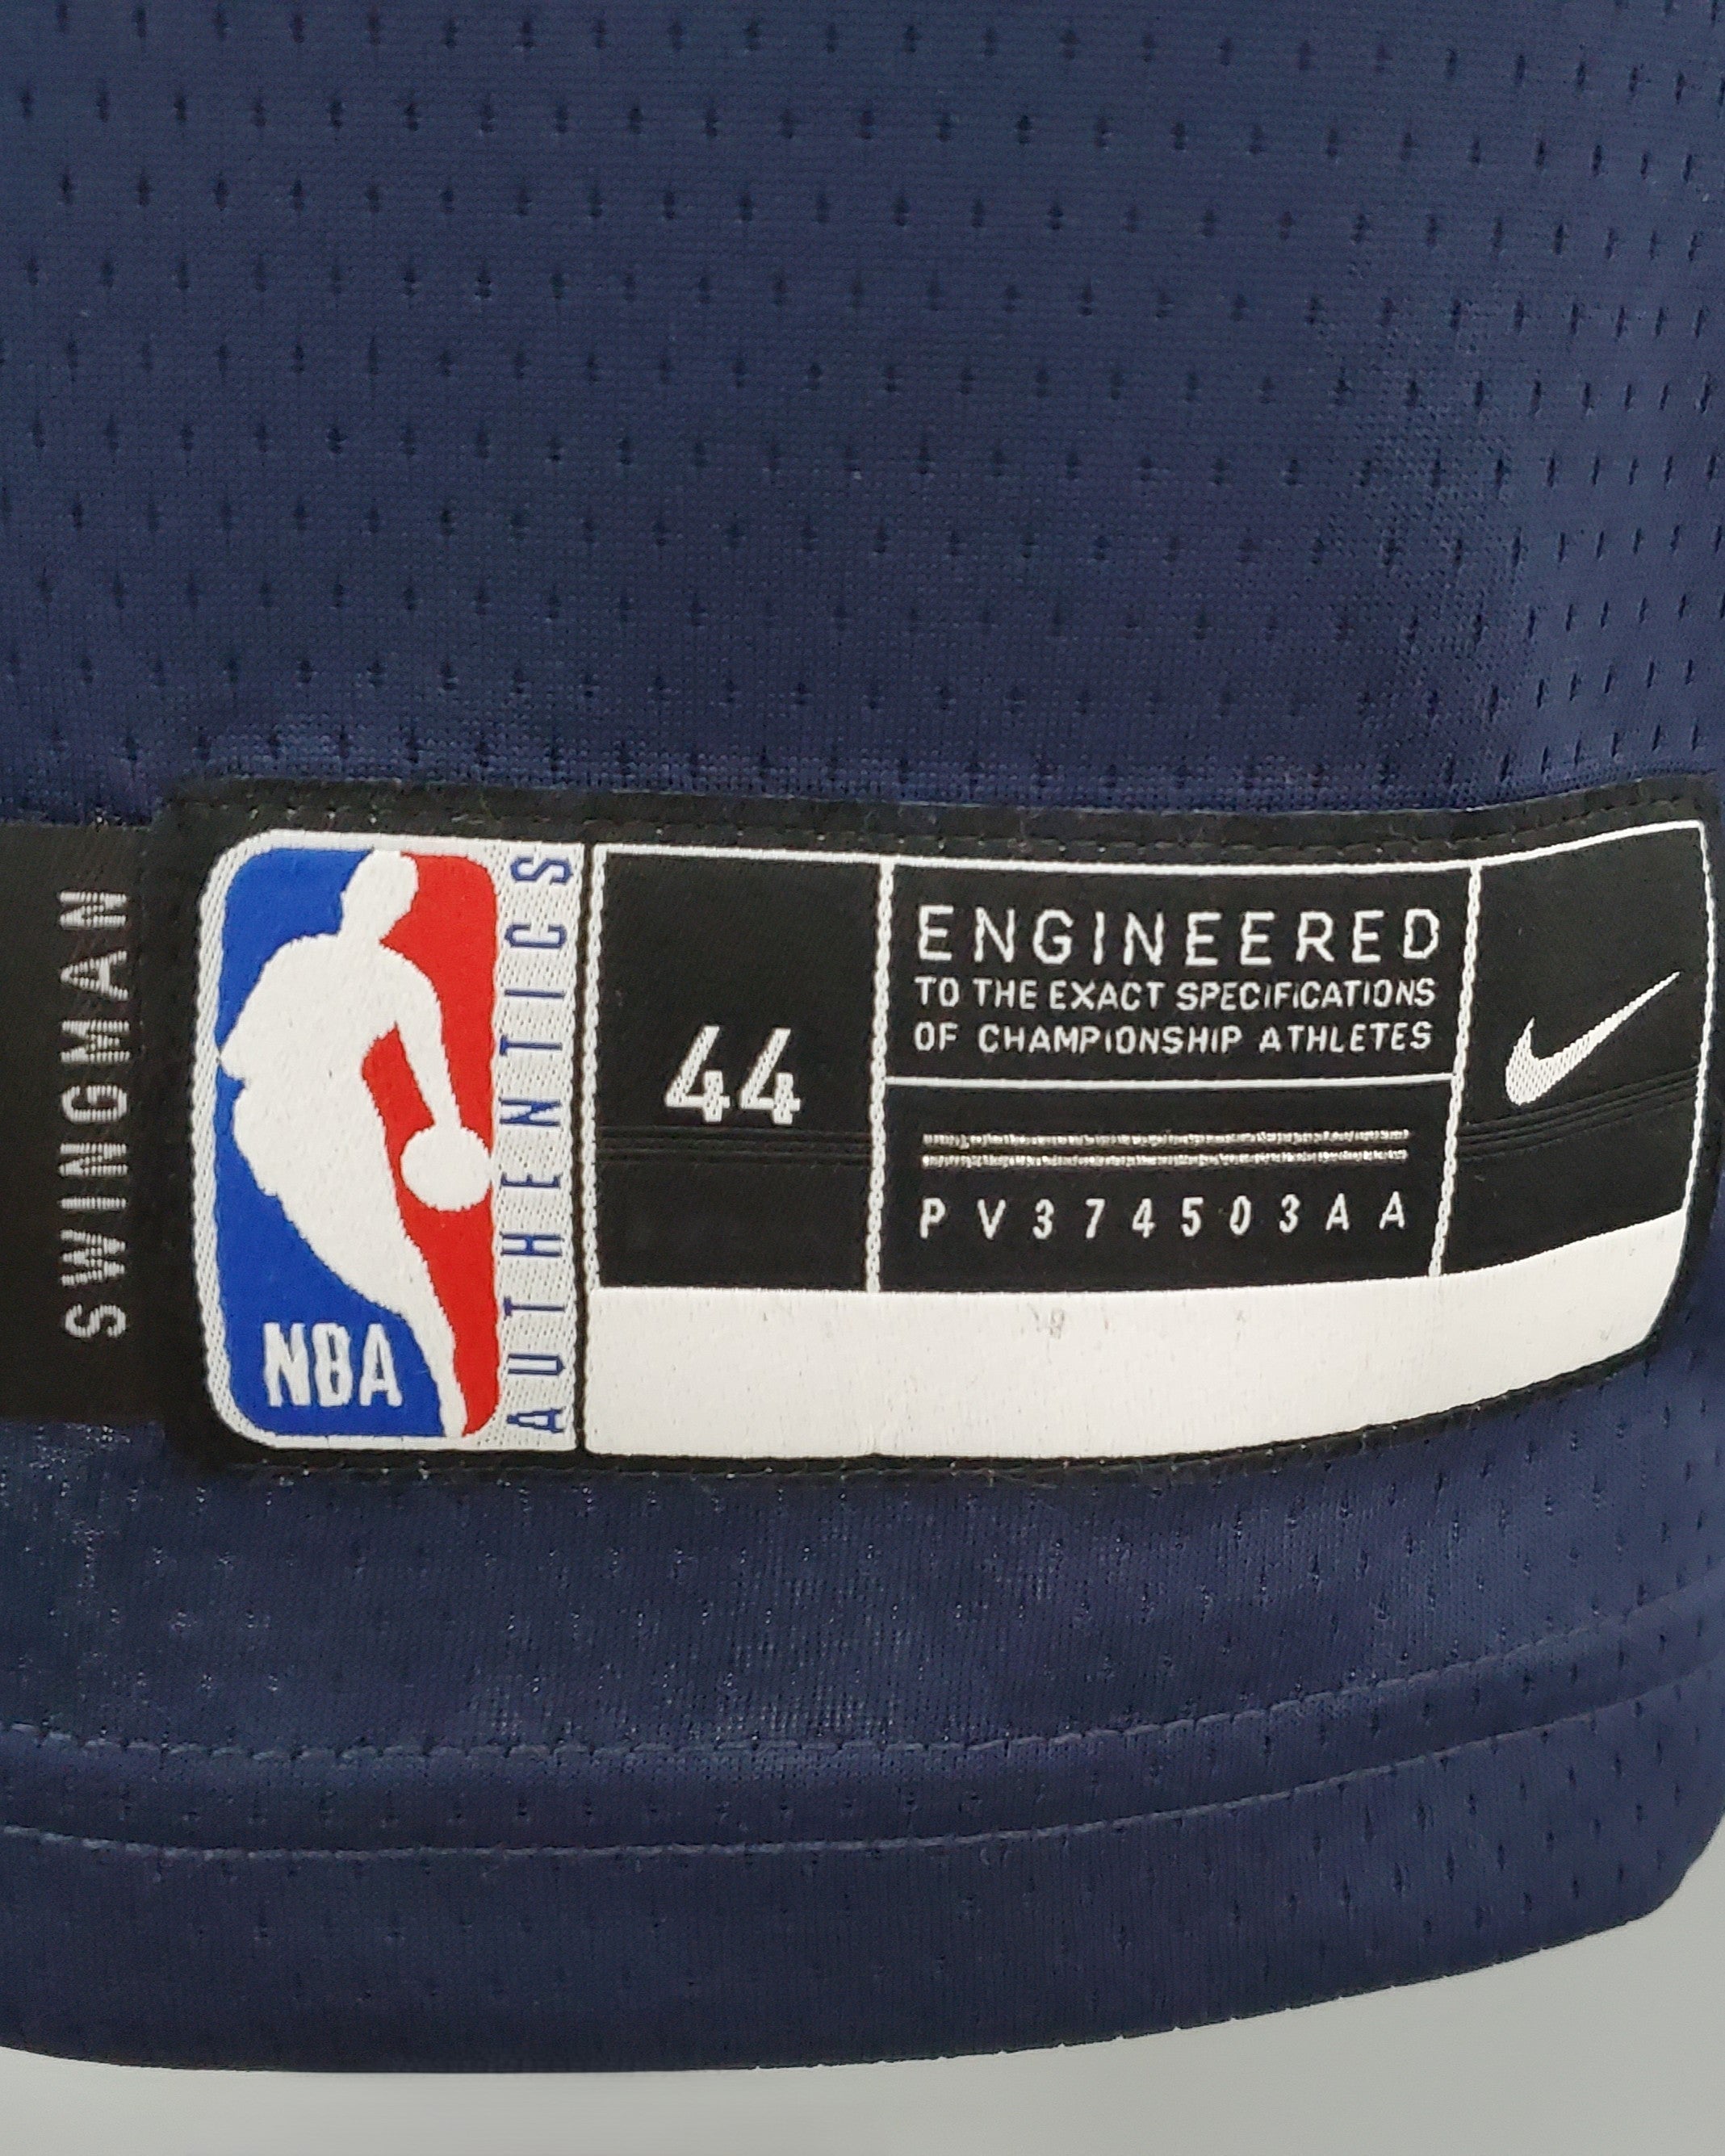 SWINGMAN
NBA
AUTHENTICS
44
ENGINEERED
TO THE EXACT SPECIFICATIONS
OF CHAMPIONSHIP ATHLETES
PV374503AA